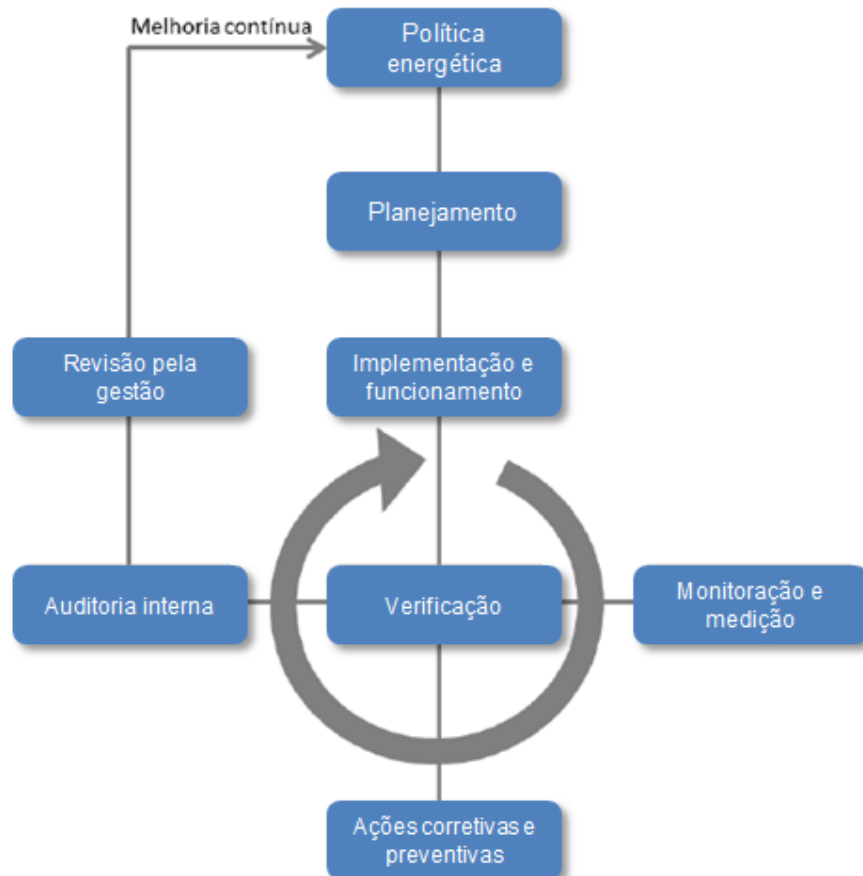 Melhoria contínua
Política
energética
Planejamento
Revisão pela
gestão
Implementação e
funcionamento
Auditoria interna
Verificação
Monitoração e
medição
Ações corretivas e
preventivas